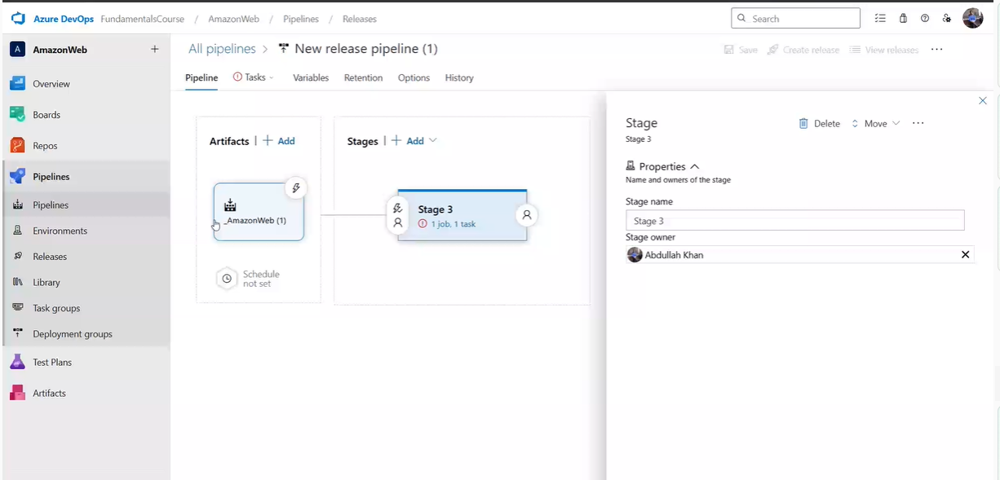 Azure DevOps FundamentalsCourse / AmazonWeb / Pipelines / Releases
Search
A AmazonWeb +
Overview
Boards
Repos
Pipelines
Pipelines
Environments
Releases
Library
Task groups
Deployment groups
Test Plans
Artifacts
All pipelines > New release pipeline (1)
Save Create release View releases ...
Pipeline Tasks Variables Retention Options History
Artifacts | + Add
_AmazonWeb (1)
Schedule
not set
Stages | + Add
Stage 3
1 job, 1 task
Stage
Delete Move ...
Stage 3
Properties
Name and owners of the stage
Stage name
Stage 3
Stage owner
Abdullah Khan